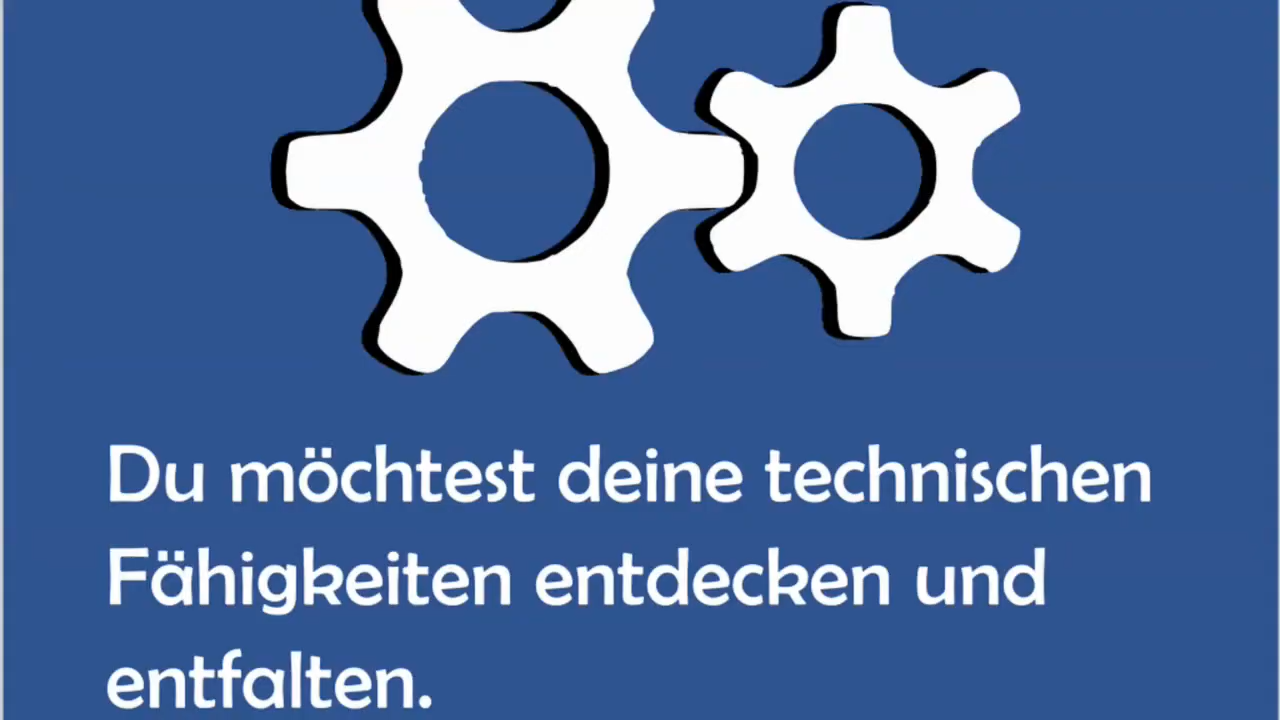 Du möchtest deine technischen
Fähigkeiten entdecken und
entfalten.